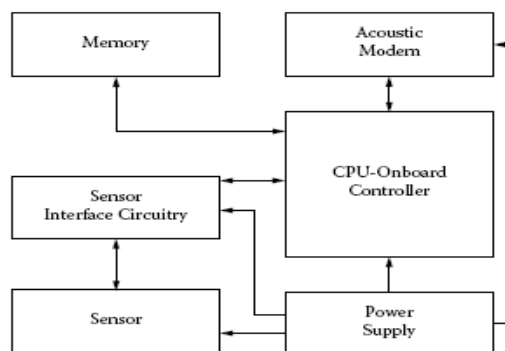 Memory
Acoustic
Modem
CPU-Onboard
Controller
Sensor
Interface Circuitry
Sensor
Power
Supply